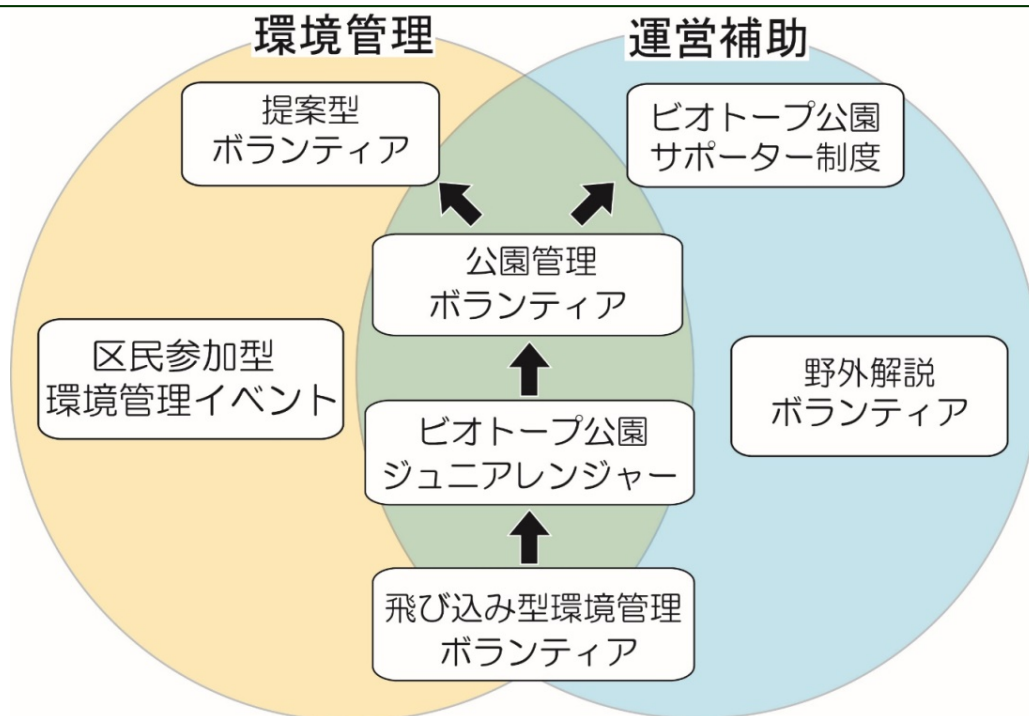 環境管理
運営補助
提案型
ボランティア
ビオトープ公園
サポーター制度
公園管理
ボランティア
区民参加型
環境管理イベント
野外解説
ボランティア
ビオトープ公園
ジュニアレンジャー
飛び込み型環境管理
ボランティア